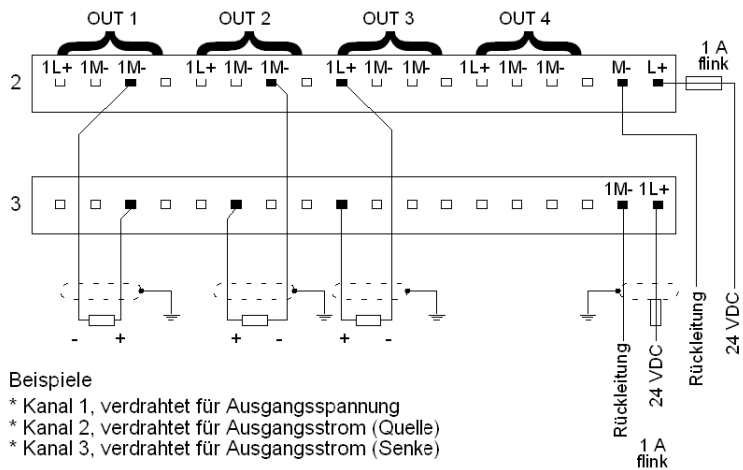 OUT 1 OUT 2 OUT 3 OUT 4
1 A
flink
1L+ 1M- 1M- 1L+ 1M- 1M- 1L+ 1M- 1M- 1L+ 1M- 1M- M- L+
2
1M- 1L+
3
- + + - + -
Rückleitung
24 VDC
Rückleitung
24 VDC
1 A
flink
Beispiele
* Kanal 1, verdrahtet für Ausgangsspannung
* Kanal 2, verdrahtet für Ausgangsstrom (Quelle)
* Kanal 3, verdrahtet für Ausgangsstrom (Senke)